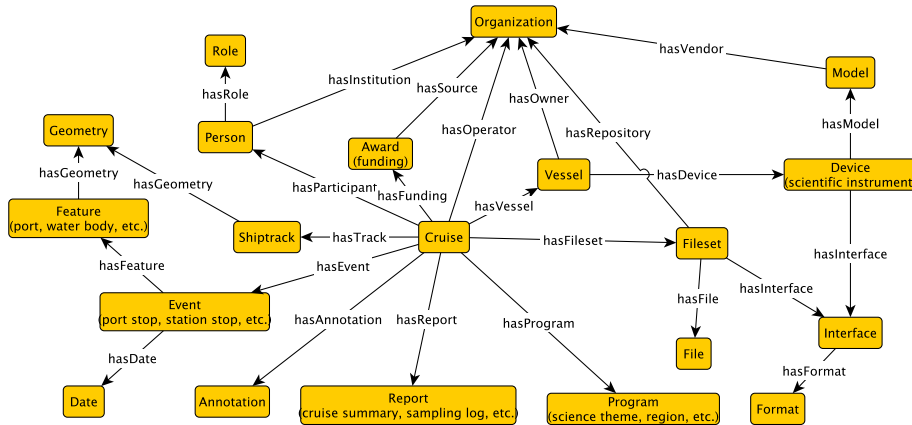 Organization
Role
hasVendor
Model
hasInstitution
hasSource
hasRole
hasOwner
hasModel
Geometry
Person
hasOperator
hasRepository
Award
(funding)
hasGeometry
hasGeometry
hasParticipant
hasFunding
Vessel
hasDevice
Device
(scientific instrument
hasVessel
Feature
(port, water body, etc.)
Shiptrack
hasTrack
Cruise
hasFileset
Fileset
hasFeature
hasEvent
hasInterface
hasInterface
Event
(port stop, station stop, etc.)
hasAnnotation
hasReport
hasProgram
hasFile
Interface
hasDate
File
hasFormat
Date
Annotation
Report
(cruise summary, sampling log, etc.)
Program
(science theme, region, etc.)
Format